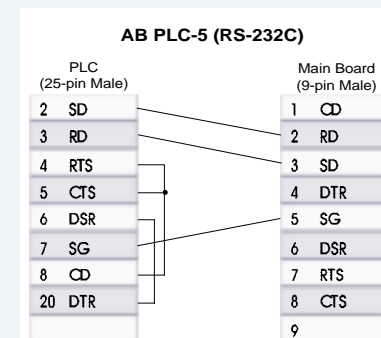 AB PLC-5 (RS-232C)
PLC
(25-pin Male)
2 SD
3 RD
4 RTS
5 CTS
6 DSR
7 SG
8 CD
20 DTR
Main Board
(9-pin Male)
1 CD
2 RD
3 SD
4 DTR
5 SG
6 DSR
7 RTS
8 CTS
9